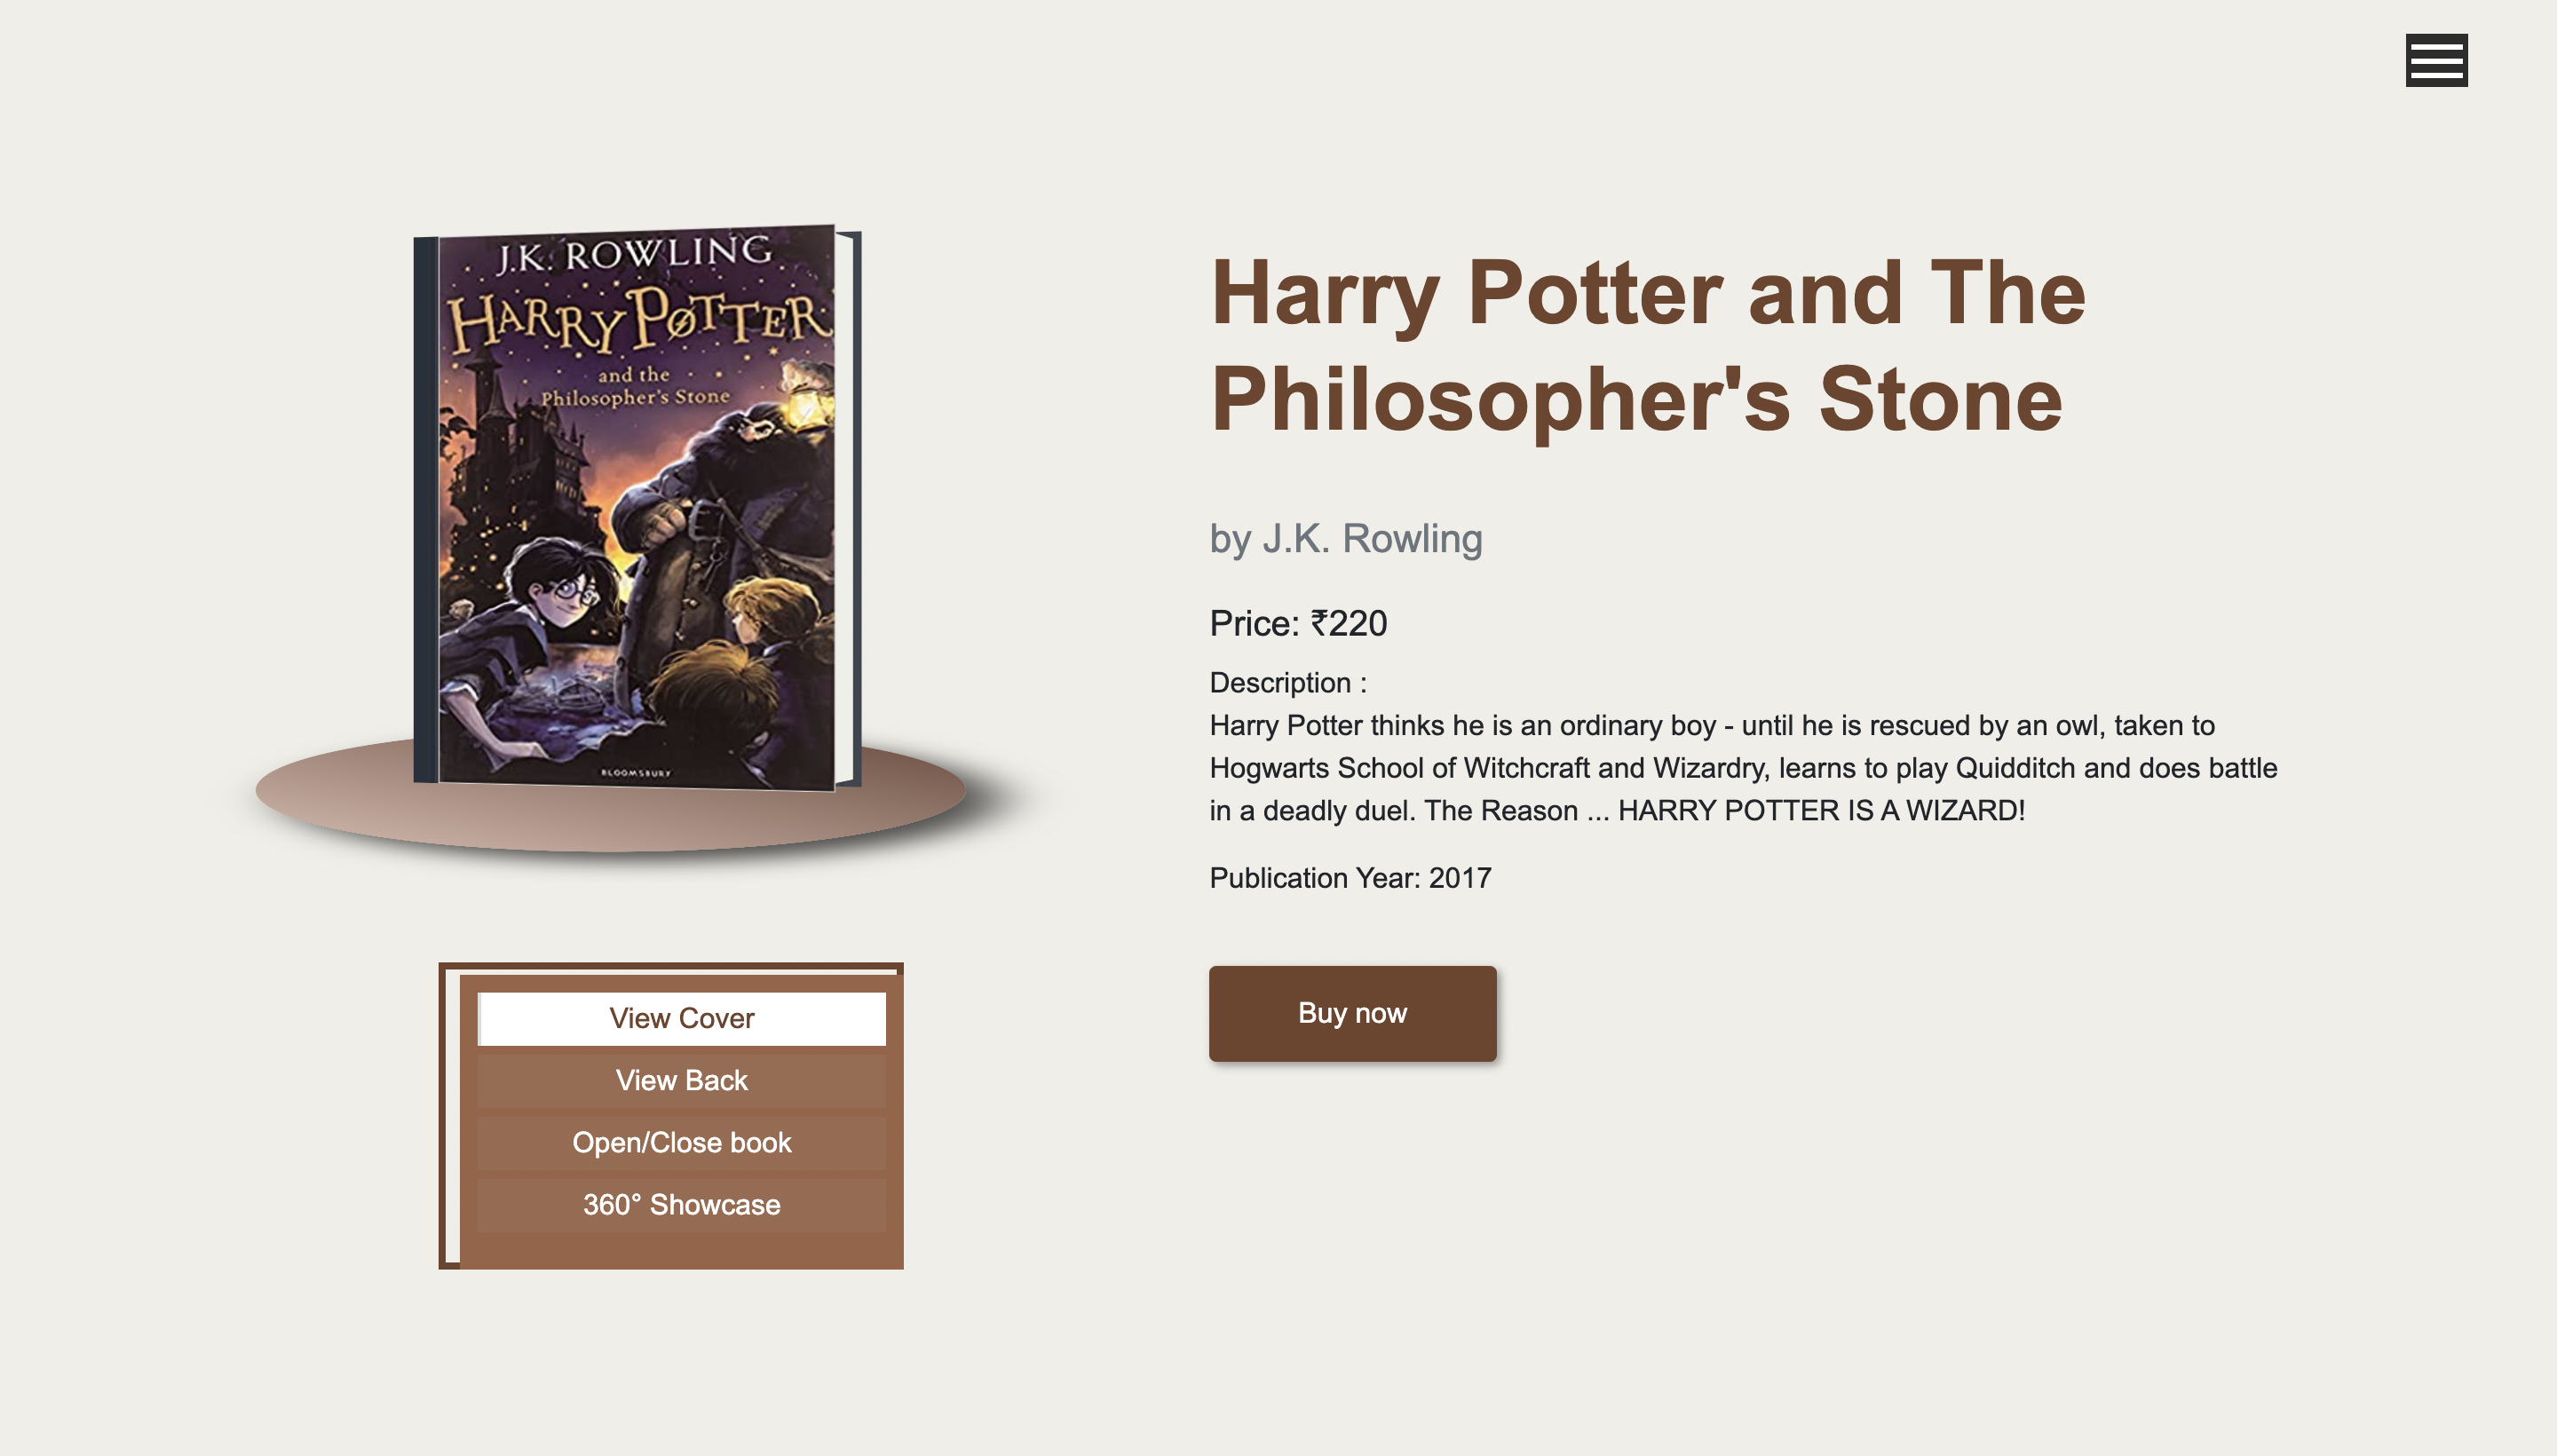 J.K. ROWLING
HARRY POTTER
and the
Philosopher's Stone
BLOOMSBURY
Harry Potter and The
Philosopher's Stone
by J.K. Rowling
Price: ₹220
Description :
Harry Potter thinks he is an ordinary boy - until he is rescued by an owl, taken to
Hogwarts School of Witchcraft and Wizardry, learns to play Quidditch and does battle
in a deadly duel. The Reason ... HARRY POTTER IS A WIZARD!
Publication Year: 2017
View Cover
View Back
Open/Close book
360° Showcase
Buy now